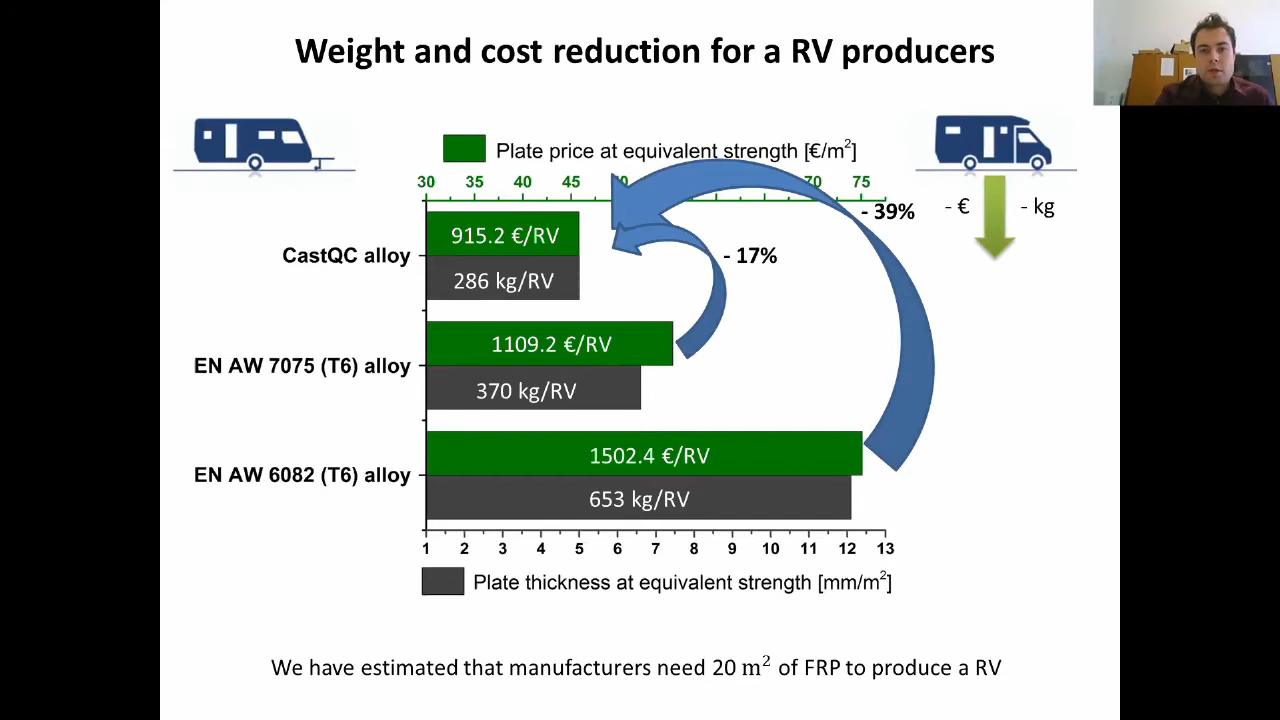 Weight and cost reduction for a RV producers
Plate price at equivalent strength [€/m²]
30 35 40 45 70 75
- 39%
- € - kg
CastQC alloy
915.2 €/RV
286 kg/RV
- 17%
EN AW 7075 (T6) alloy
1109.2 €/RV
370 kg/RV
EN AW 6082 (T6) alloy
1502.4 €/RV
653 kg/RV
1 2 3 4 5 6 7 8 9 10 11 12 13
Plate thickness at equivalent strength [mm/m²]
We have estimated that manufacturers need 20 m² of FRP to produce a RV